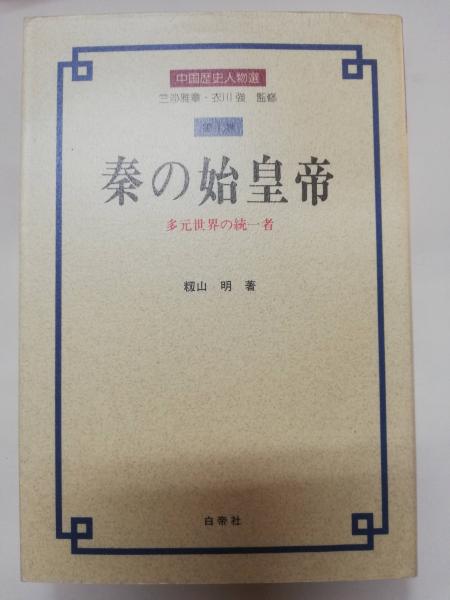 中国歴史人物選
竺沙雅章・衣川強 監修
第1巻
秦の始皇帝
多元世界の統一者
籾山 明 著
白帝社